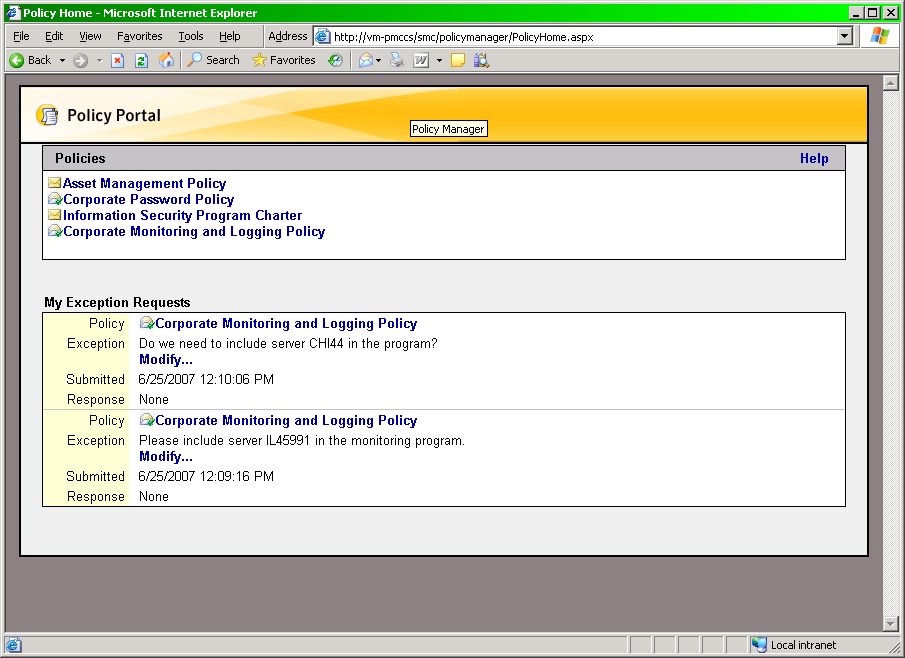 Policy Home - Microsoft Internet Explorer
File Edit View Favorites Tools Help Address http://vm-pmccs/smc/policymanager/PolicyHome.aspx
Back Search Favorites
Policy Portal
Policy Manager
Policies Help
Asset Management Policy
Corporate Password Policy
Information Security Program Charter
Corporate Monitoring and Logging Policy
My Exception Requests
Policy Corporate Monitoring and Logging Policy
Exception Do we need to include server CHI44 in the program?
Modify...
Submitted 6/25/2007 12:10:06 PM
Response None
Policy Corporate Monitoring and Logging Policy
Exception Please include server IL45991 in the monitoring program.
Modify...
Submitted 6/25/2007 12:09:16 PM
Response None
Local intranet